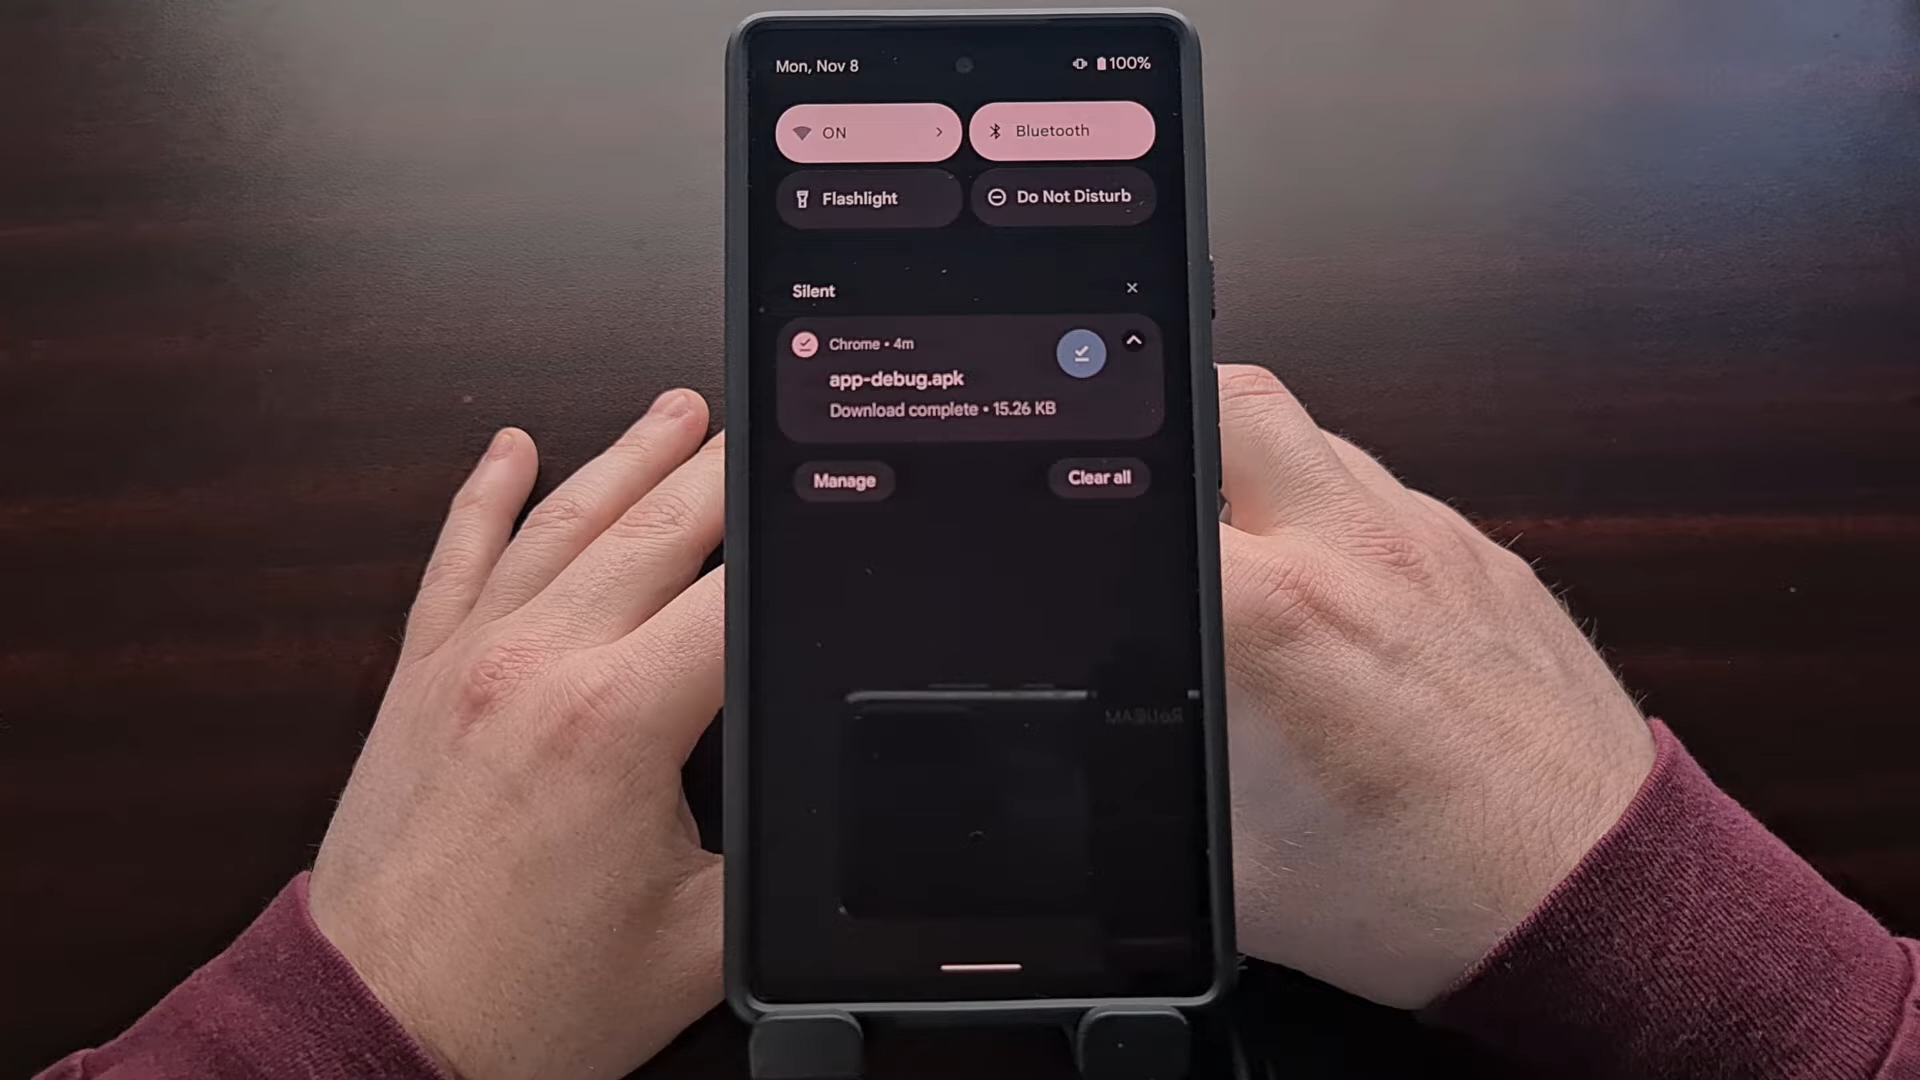 Mon, Nov 8
100%
ON
Bluetooth
Flashlight
Do Not Disturb
Silent
Chrome • 4m
app-debug.apk
Download complete • 15.26 KB
Manage
Clear all